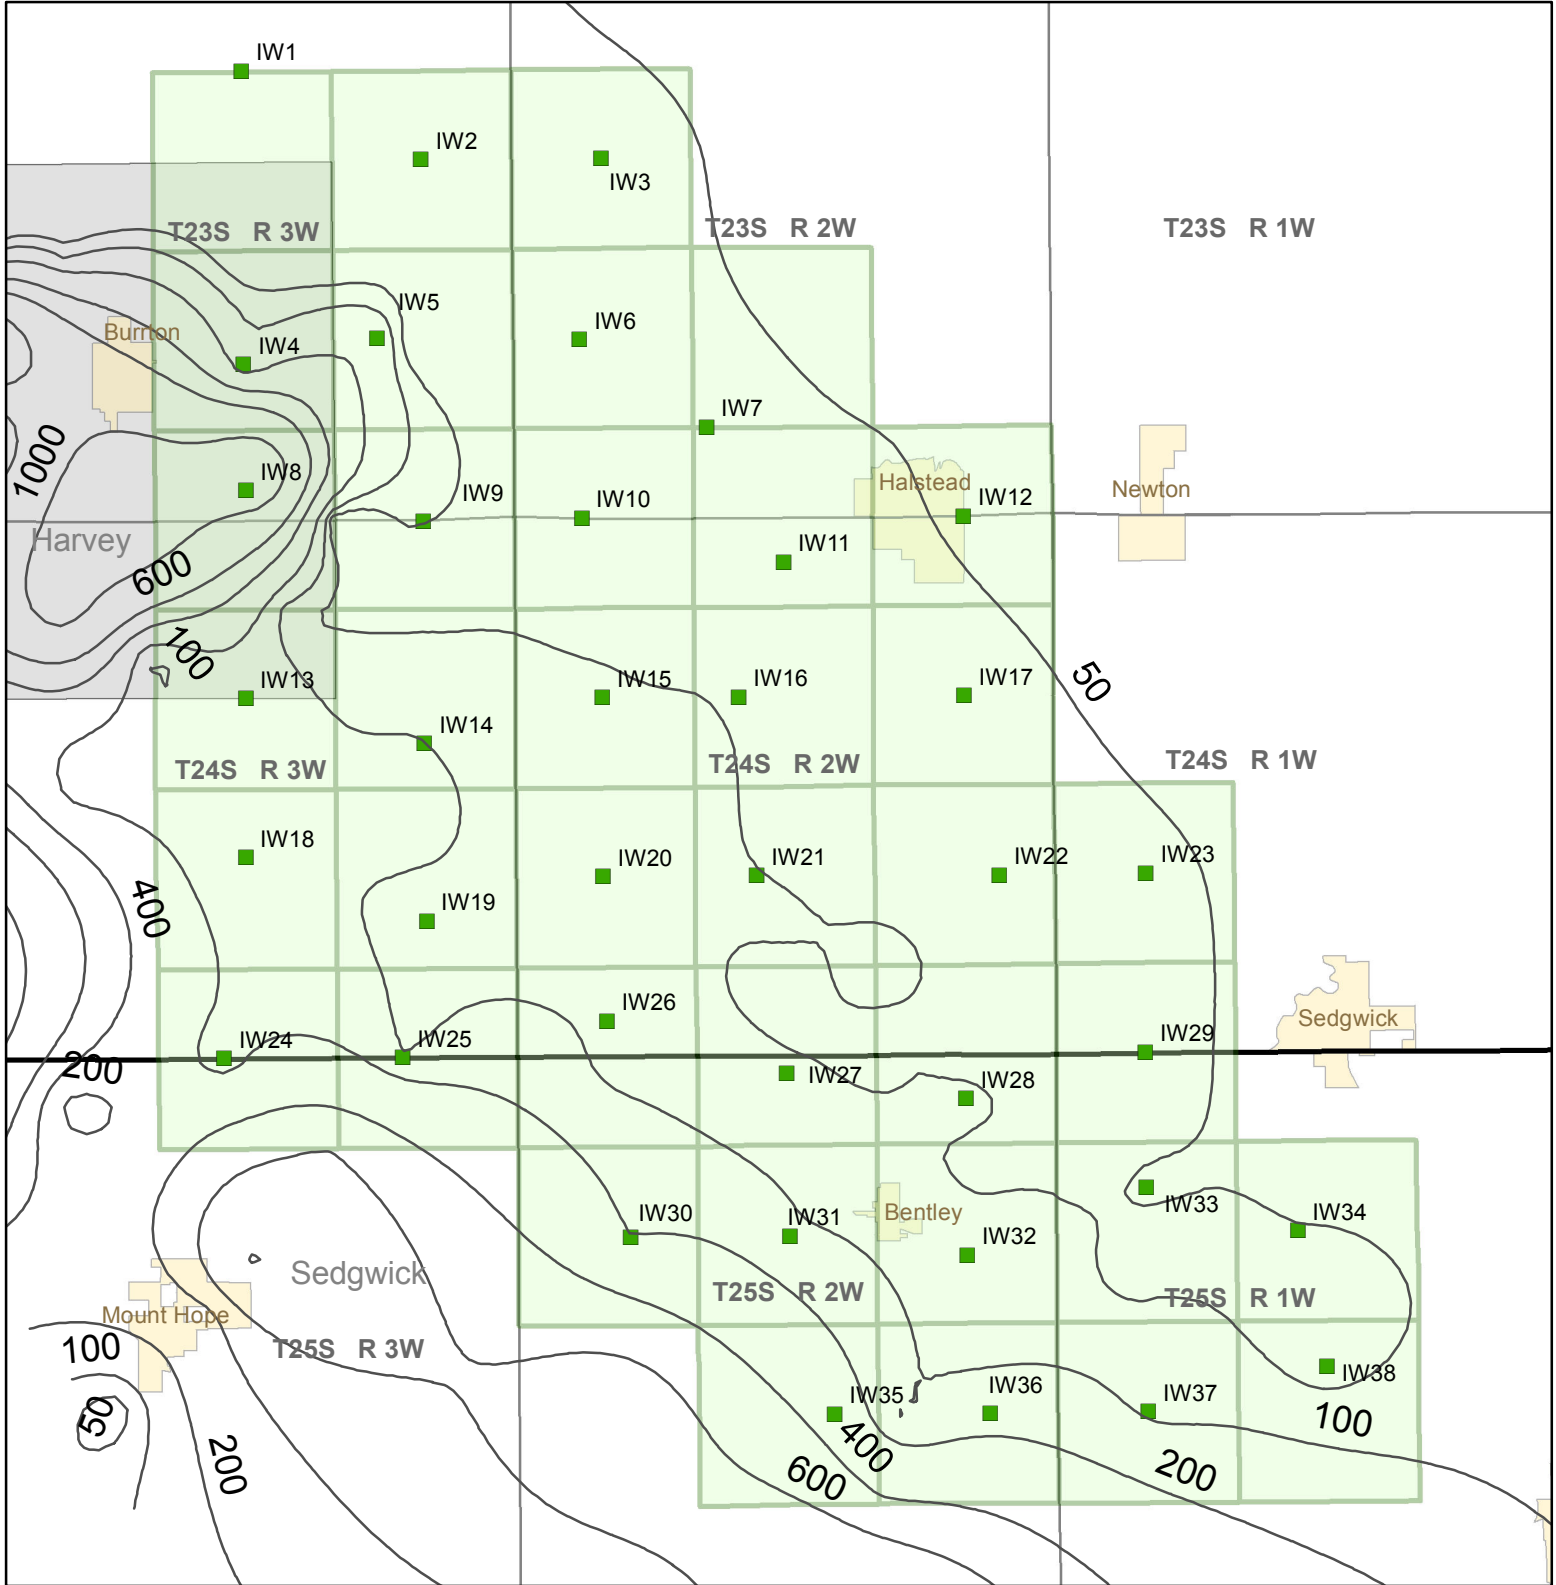 IW1
IW2
IW3
T23S R 3W
T23S R 2W
T23S R 1W
IW5
Burrton
IW4
IW6
IW7
1000
IW8
IW9
IW10
Halstead
IW12
Newton
Harvey
600
IW11
100
IW13
IW15
IW16
IW17
50
IW14
T24S R 3W
T24S R 2W
T24S R 1W
IW18
IW20
IW21
IW22
IW23
400
IW19
IW26
Sedgwick
IW24
IW25
IW29
200
IW27
IW28
IW30
IW31
Bentley
IW33
IW34
IW32
Sedgwick
T25S R 2W
T25S R 1W
Mount Hope
100
T25S R 3W
IW38
50
IW35
IW36
IW37
100
400
200
600
200